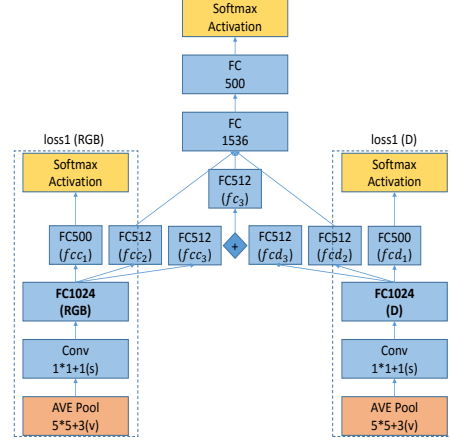 Softmax
Activation
FC
500
FC
1536
loss1 (RGB)
loss1 (D)
Softmax
Activation
FC512
(fc₃)
Softmax
Activation
FC500
(fcc₁)
FC512
(fcc₂)
FC512
(fcc₃)
+
FC512
(fcd₃)
FC512
(fcd₂)
FC500
(fcd₁)
FC1024
(RGB)
FC1024
(D)
Conv
1*1+1(s)
Conv
1*1+1(s)
AVE Pool
5*5+3(v)
AVE Pool
5*5+3(v)